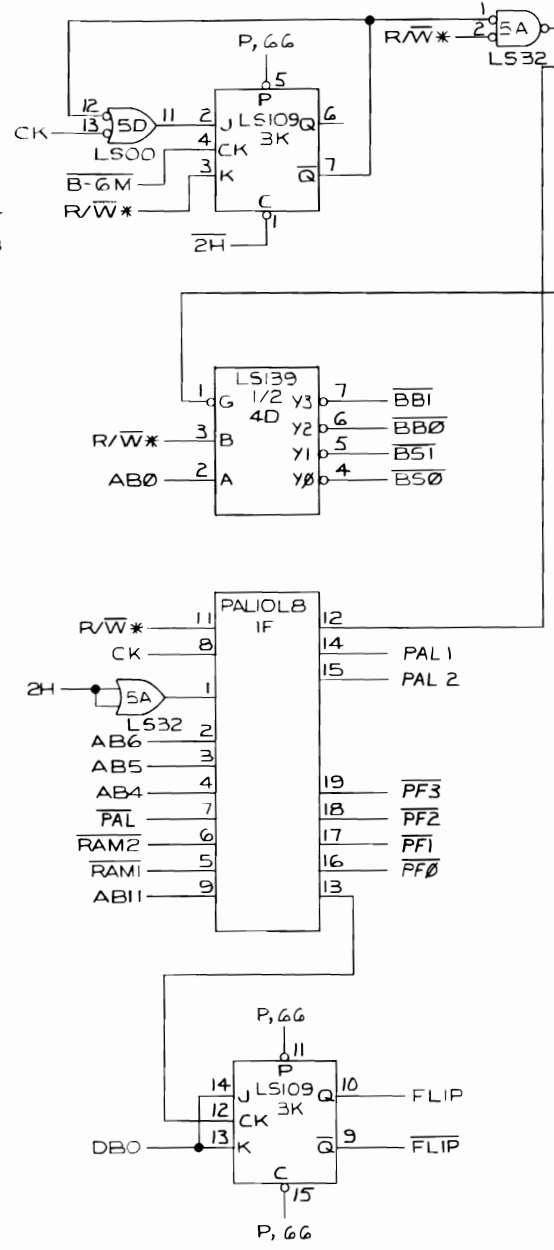 1
R/W* 2 5A
LS32
P, 66
5
P
12 13 5D 11 2 J LS109 Q 6
CK LS00 4 CK 3K
B-6M 3 K Q 7
R/W* C
2H 1
LS139
1 G 1/2 Y3 7 BB1
4D Y2 6 BBØ
R/W* 3 B Y1 5 BS1
ABØ 2 A YØ 4 BSØ
PAL10L8
R/W* 11 1F 12
CK 8 14 PAL 1
15 PAL 2
2H 5A 1
LS32
AB6 2
AB5 3
AB4 4 19 PF3
PAL 7 18 PF2
RAM2 6 17 PF1
RAM1 5 16 PFØ
AB11 9 13
P, 66
11
P
14 J LS109 Q 10 FLIP
12 CK 3K
DBO 13 K Q 9 FLIP
C
15
P, 66